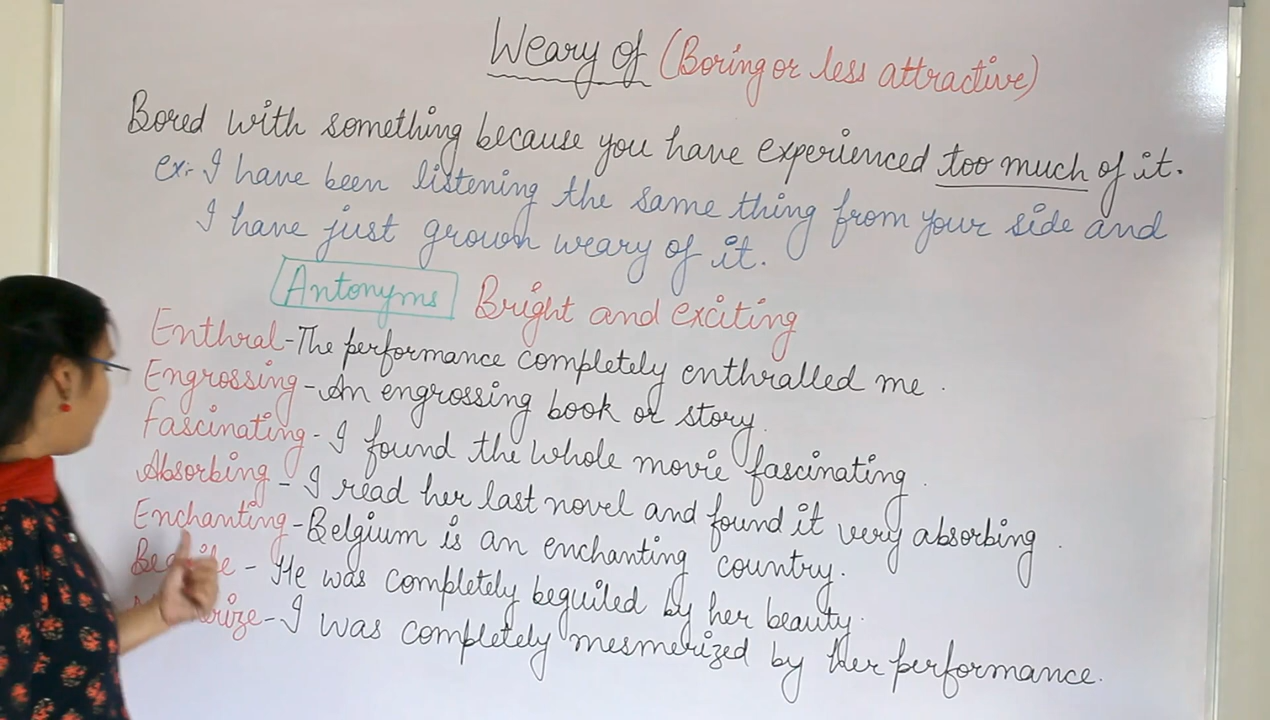 Weary of (Boring or less attractive)
Bored with something because you have experienced too much of it.
ex:- I have been listening the same thing from your side and
I have just grown weary of it.
Antonyms Bright and exciting
Enthral - The performance completely enthralled me.
Engrossing - An engrossing book or story.
Fascinating - I found the whole movie fascinating.
Absorbing - I read her last novel and found it very absorbing.
Enchanting - Belgium is an enchanting country.
- He was completely beguiled by her beauty.
- I was completely mesmerized by her performance.